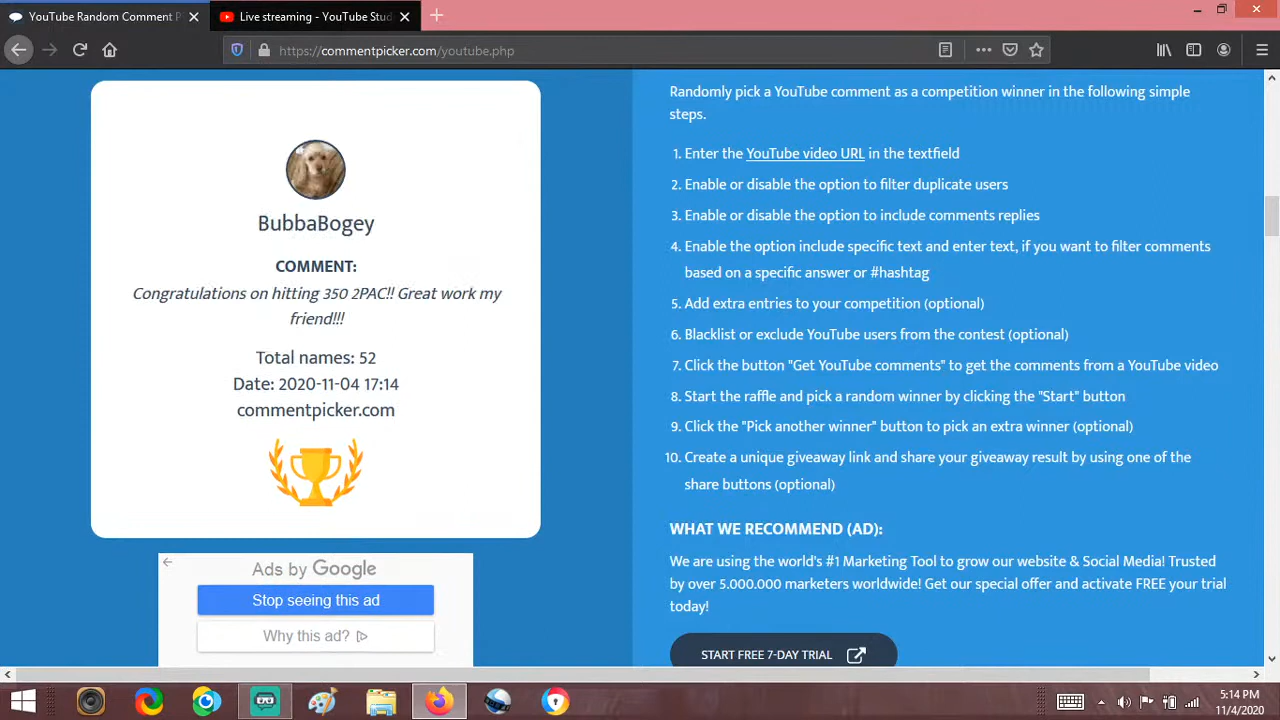 YouTube Random Comment P
Live streaming - YouTube Stud
https://commentpicker.com/youtube.php
BubbaBogey
COMMENT:
Congratulations on hitting 350 2PAC!! Great work my
friend!!!
Total names: 52
Date: 2020-11-04 17:14
commentpicker.com
Ads by Google
Stop seeing this ad
Why this ad?
Randomly pick a YouTube comment as a competition winner in the following simple
steps.
1. Enter the YouTube video URL in the textfield
2. Enable or disable the option to filter duplicate users
3. Enable or disable the option to include comments replies
4. Enable the option include specific text and enter text, if you want to filter comments
based on a specific answer or #hashtag
5. Add extra entries to your competition (optional)
6. Blacklist or exclude YouTube users from the contest (optional)
7. Click the button "Get YouTube comments" to get the comments from a YouTube video
8. Start the raffle and pick a random winner by clicking the "Start" button
9. Click the "Pick another winner" button to pick an extra winner (optional)
10. Create a unique giveaway link and share your giveaway result by using one of the
share buttons (optional)
WHAT WE RECOMMEND (AD):
We are using the world's #1 Marketing Tool to grow our website & Social Media! Trusted
by over 5.000.000 marketers worldwide! Get our special offer and activate FREE your trial
today!
START FREE 7-DAY TRIAL
5:14 PM
11/4/2020